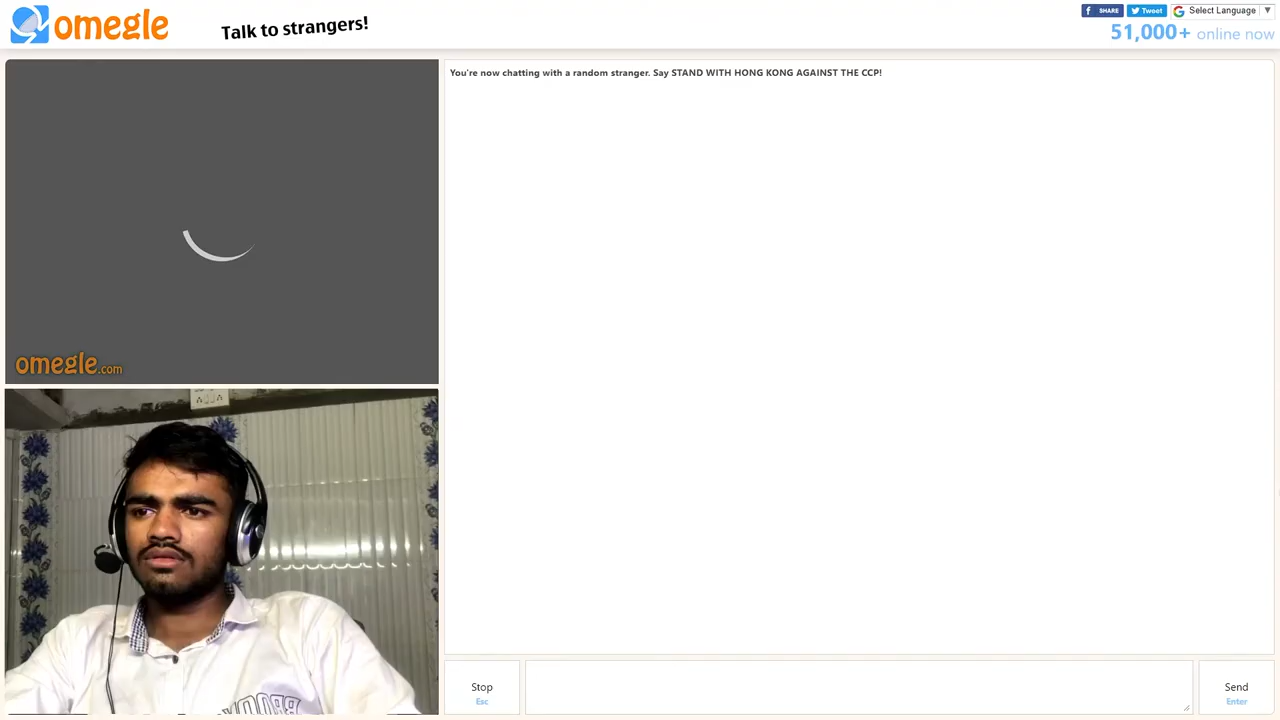 omegle
Talk to strangers!
f SHARE
Tweet
G Select Language ▼
51,000+ online now
You're now chatting with a random stranger. Say STAND WITH HONG KONG AGAINST THE CCP!
omegle.com
Stop
Esc
Send
Enter